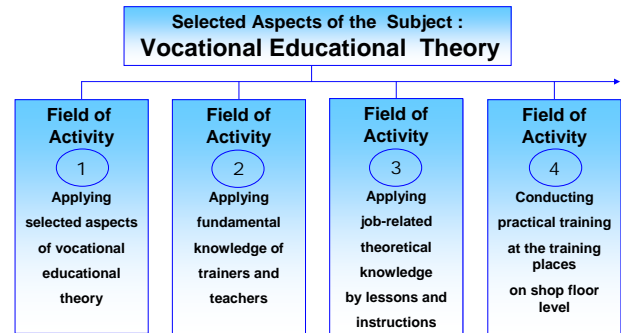 Selected Aspects of the Subject :
Vocational Educational Theory
Field of
Activity
1
Applying
selected aspects
of vocational
educational
theory
Field of
Activity
2
Applying
fundamental
knowledge of
trainers and
teachers
Field of
Activity
3
Applying
job-related
theoretical
knowledge
by lessons and
instructions
Field of
Activity
4
Conducting
practical training
at the training
places
on shop floor
level